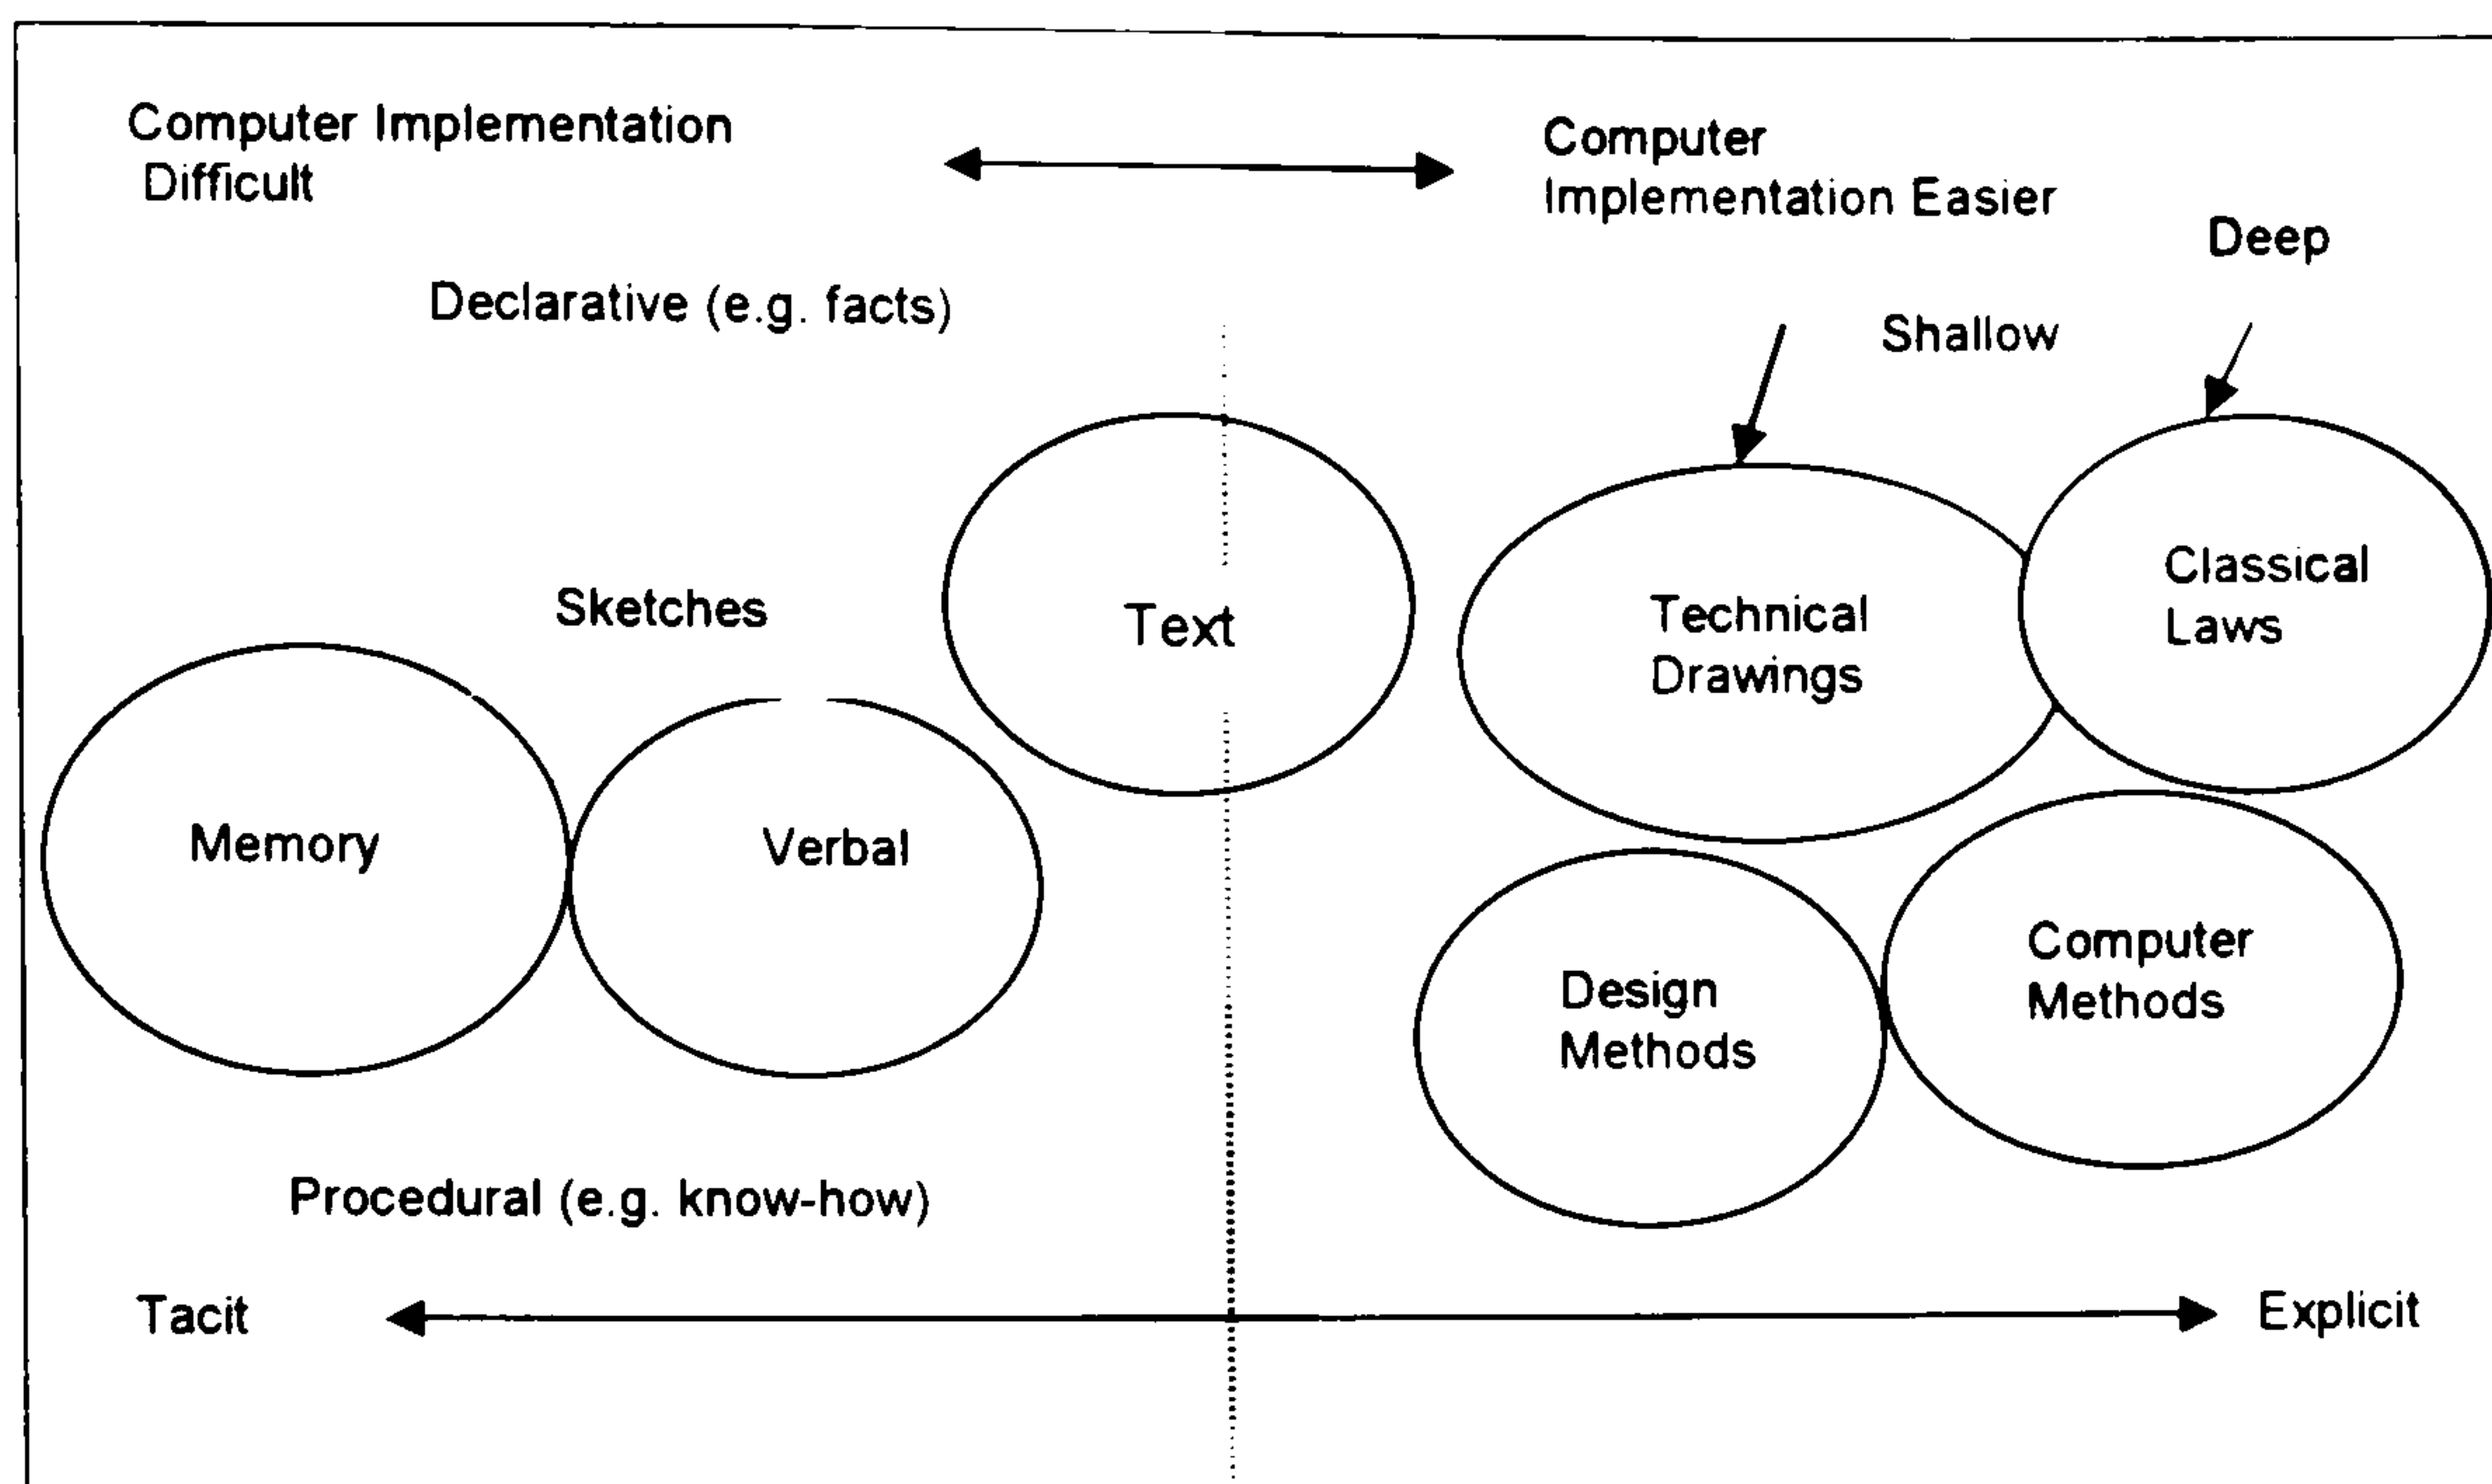 Computer Implementation
Difficult
Computer
Implementation Easier
Deep
Declarative (e.g. facts)
Shallow
Sketches
Text
Technical
Drawings
Classical
Laws
Memory
Verbal
Design
Methods
Computer
Methods
Procedural (e.g. know-how)
Tacit
Explicit